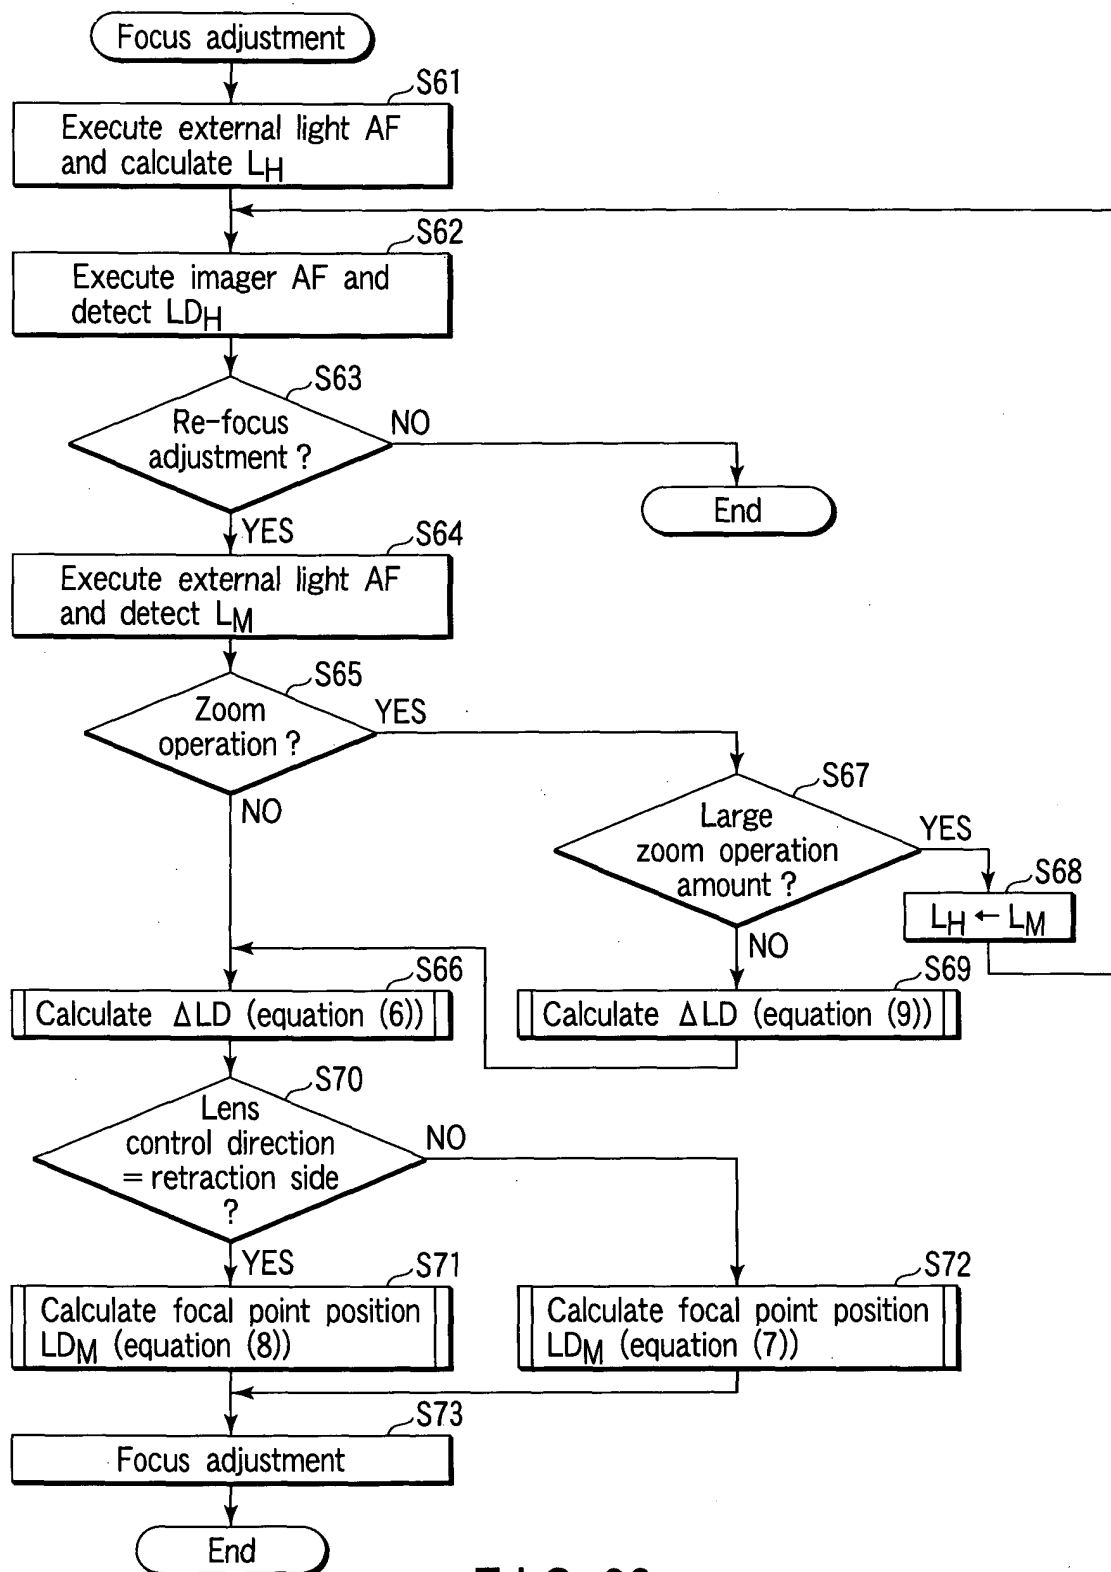 Focus adjustment
S61
Execute external light AF
and calculate LH
S62
Execute imager AF and
detect LDH
S63
Re-focus
adjustment ?
NO
End
YES
S64
Execute external light AF
and detect LM
S65
Zoom
operation ?
YES
NO
S67
Large
zoom operation
amount ?
YES
S68
LH ← LM
NO
S66
Calculate ΔLD (equation (6))
S69
Calculate ΔLD (equation (9))
S70
Lens
control direction
= retraction side
?
NO
YES
S71
Calculate focal point position
LDM (equation (8))
S72
Calculate focal point position
LDM (equation (7))
S73
Focus adjustment
End